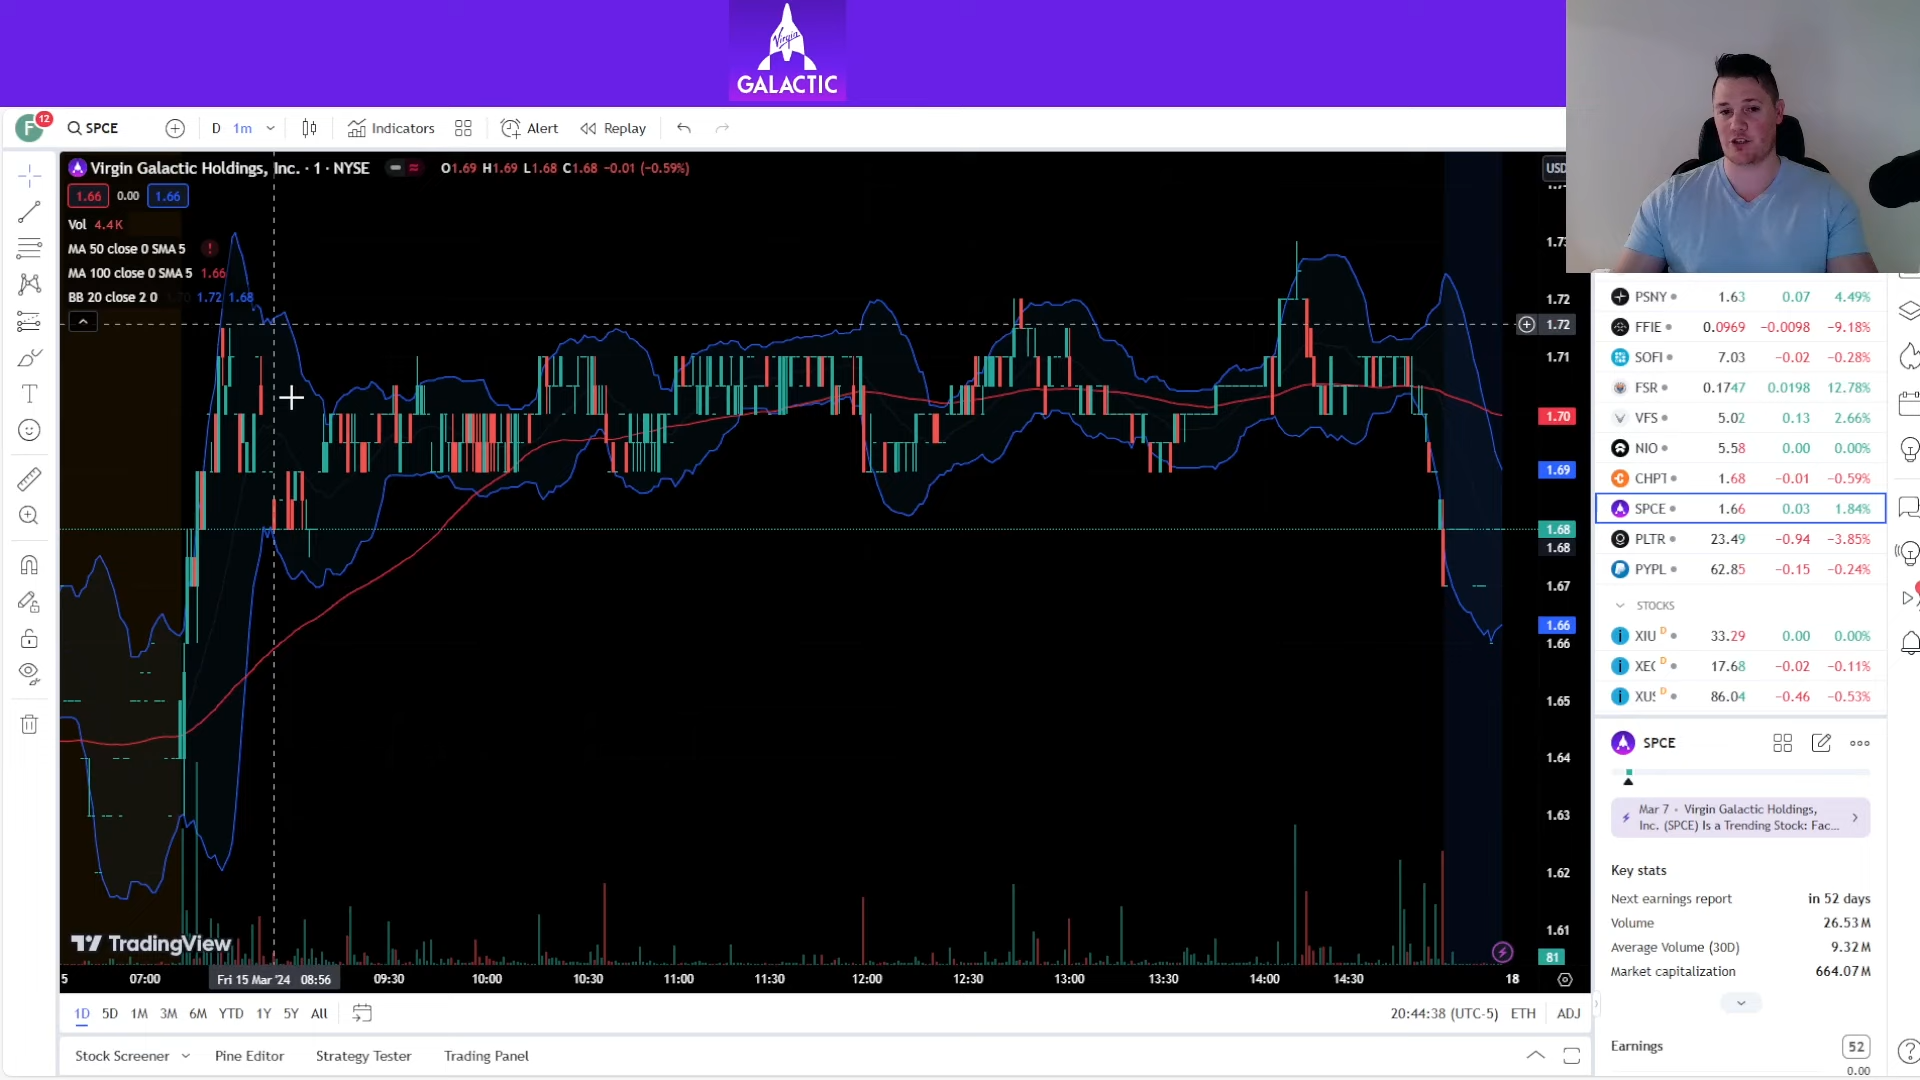 Virgin
GALACTIC
F
12
SPCE
D
1m
Indicators
Alert
Replay
Virgin Galactic Holdings, Inc. · 1 · NYSE
O1.69 H1.69 L1.68 C1.68 −0.01 (−0.59%)
USD
1.66 0.00 1.66
Vol 4.4K
MA 50 close 0 SMA 5 !
MA 100 close 0 SMA 5 1.66
BB 20 close 2 0 1.70 1.72 1.68
1.72
1.72
1.71
1.70
1.69
1.68
1.68
1.67
1.66
1.66
1.65
1.64
1.63
1.62
1.61
81
TradingView
5 07:00 Fri 15 Mar '24 08:56 09:30 10:00 10:30 11:00 11:30 12:00 12:30 13:00 13:30 14:00 14:30 18
1D 5D 1M 3M 6M YTD 1Y 5Y All
20:44:38 (UTC-5) ETH ADJ
Stock Screener Pine Editor Strategy Tester Trading Panel
PSNY 1.63 0.07 4.49%
FFIE 0.0969 −0.0098 −9.18%
SOFI 7.03 −0.02 −0.28%
FSR 0.1747 0.0198 12.78%
VFS 5.02 0.13 2.66%
NIO 5.58 0.00 0.00%
CHPT 1.68 −0.01 −0.59%
SPCE 1.66 0.03 1.84%
PLTR 23.49 −0.94 −3.85%
PYPL 62.85 −0.15 −0.24%
STOCKS
XIU D 33.29 0.00 0.00%
XEC D 17.68 −0.02 −0.11%
XUS D 86.04 −0.46 −0.53%
SPCE
Mar 7 · Virgin Galactic Holdings,
Inc. (SPCE) Is a Trending Stock: Fac...
Key stats
Next earnings report in 52 days
Volume 26.53 M
Average Volume (30D) 9.32 M
Market capitalization 664.07 M
Earnings 52
0.00